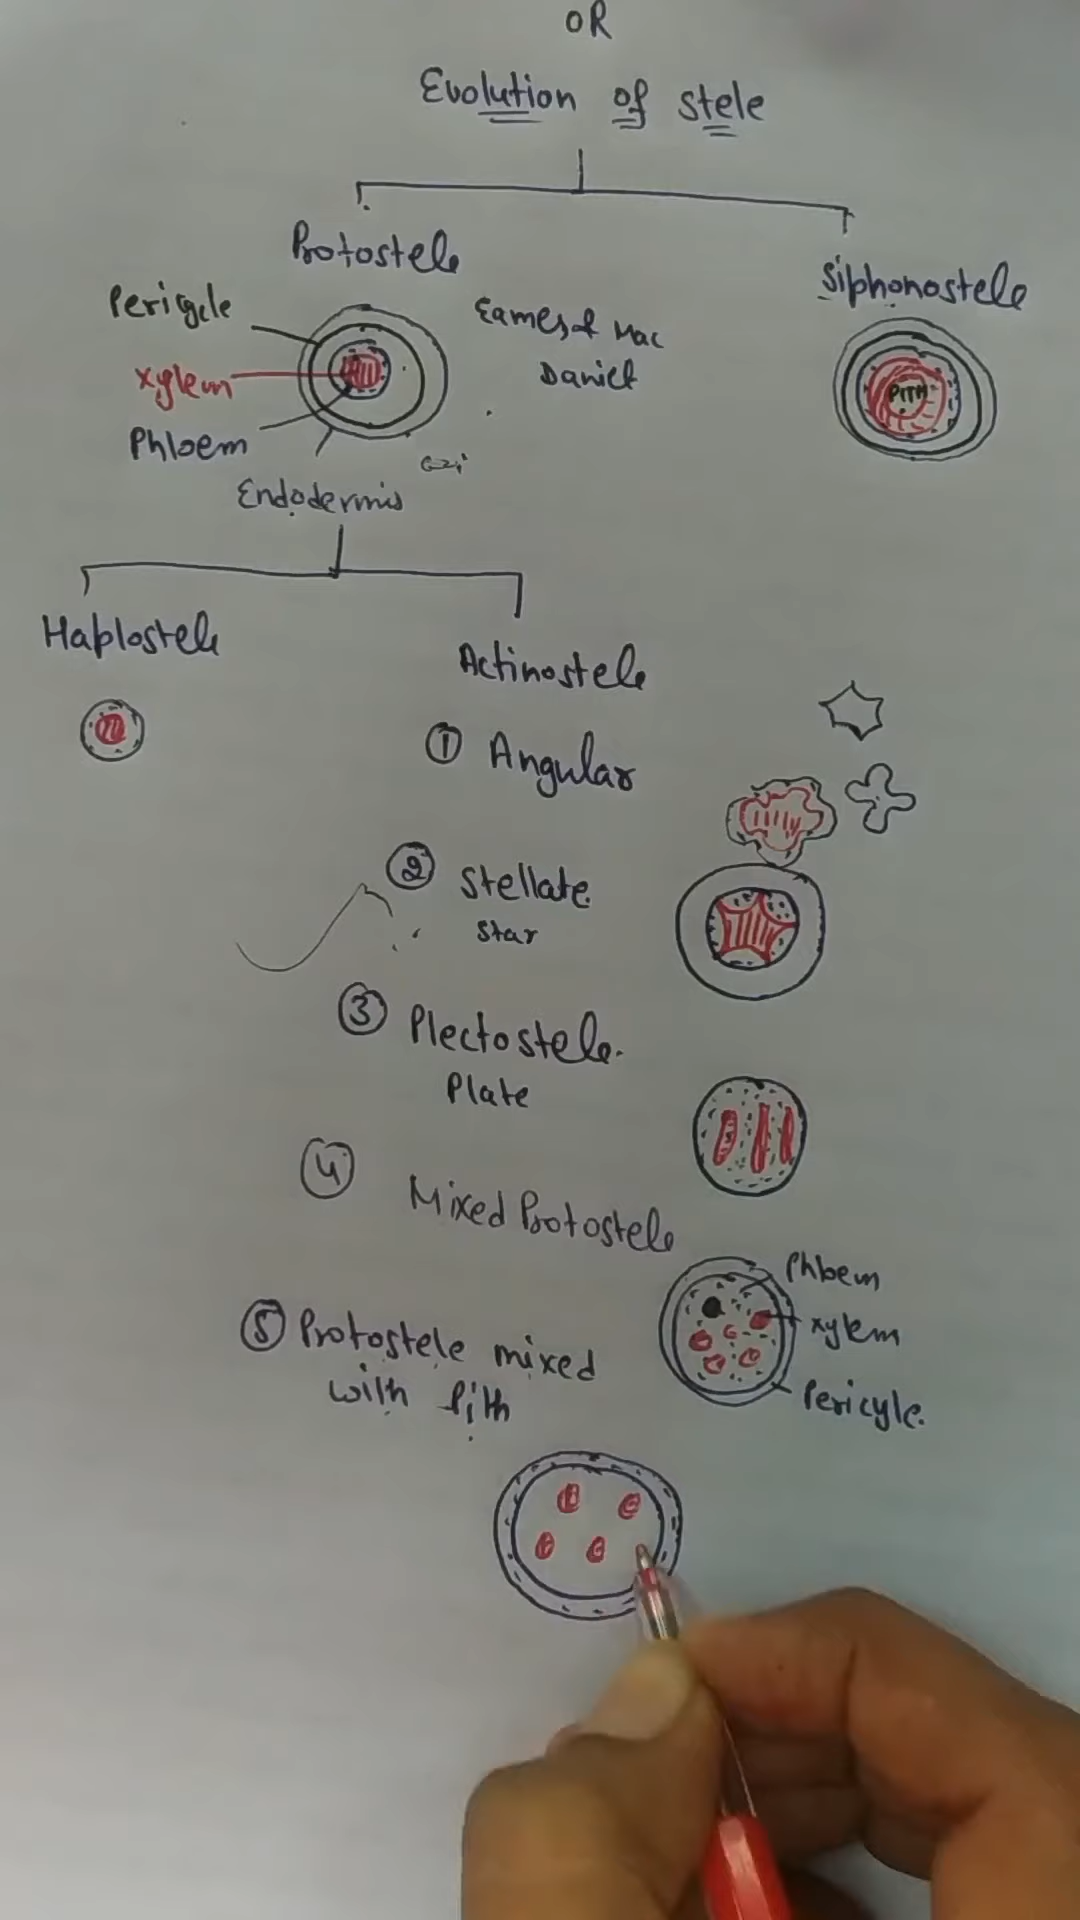 OR
Evolution of stele
Protostele
Siphonostele
Pericycle
Eames & Mac
Daniel
xylem
PITH
Phloem
Endodermis
Haplostele
Actinostele
① Angular
② Stellate
Star
③ Plectostele.
Plate
④ Mixed Protostele
Phloem
xylem
Pericyle.
⑤ Protostele mixed
with Pith